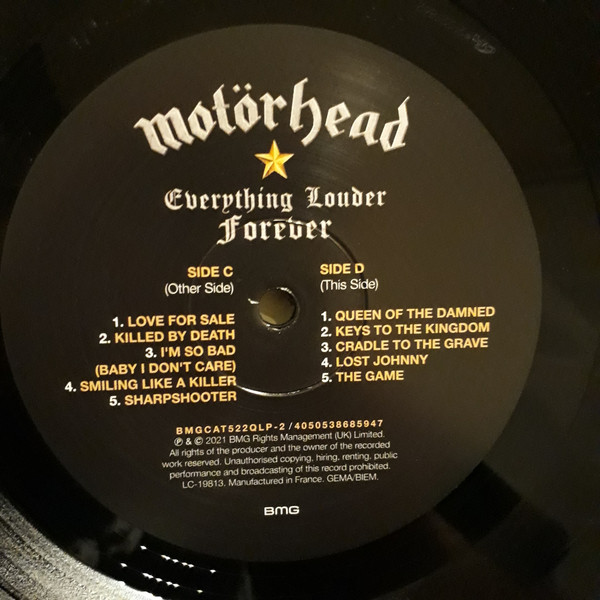 motörhead
Everything Louder
Forever
SIDE C
(Other Side)
1. LOVE FOR SALE
2. KILLED BY DEATH
3. I'M SO BAD
(BABY I DON'T CARE)
4. SMILING LIKE A KILLER
5. SHARPSHOOTER
SIDE D
(This Side)
1. QUEEN OF THE DAMNED
2. KEYS TO THE KINGDOM
3. CRADLE TO THE GRAVE
4. LOST JOHNNY
5. THE GAME
BMGCAT522QLP-2 / 4050538685947
℗ & © 2021 BMG Rights Management (UK) Limited.
All rights of the producer and the owner of the recorded
work reserved. Unauthorised copying, hiring, renting, public
performance and broadcasting of this record prohibited.
LC-19813. Manufactured in France. GEMA/BIEM.
BMG